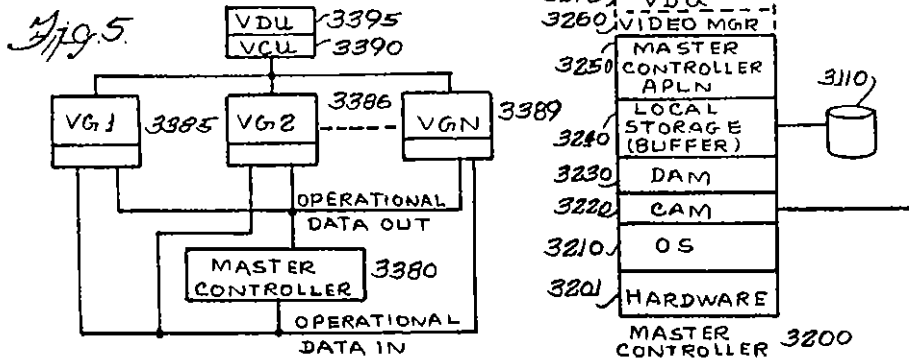 Fig. 5.
VDU 3395
VCU 3390
VG1 3385
VG2 3386
VGN 3389
OPERATIONAL
DATA OUT
MASTER
CONTROLLER
3380
OPERATIONAL
DATA IN
VDU
3260 VIDEO MGR
3250 MASTER
CONTROLLER
APLN
3110
3240 LOCAL
STORAGE
(BUFFER)
3230 DAM
3220 CAM
3210 OS
3201 HARDWARE
MASTER
CONTROLLER 3200